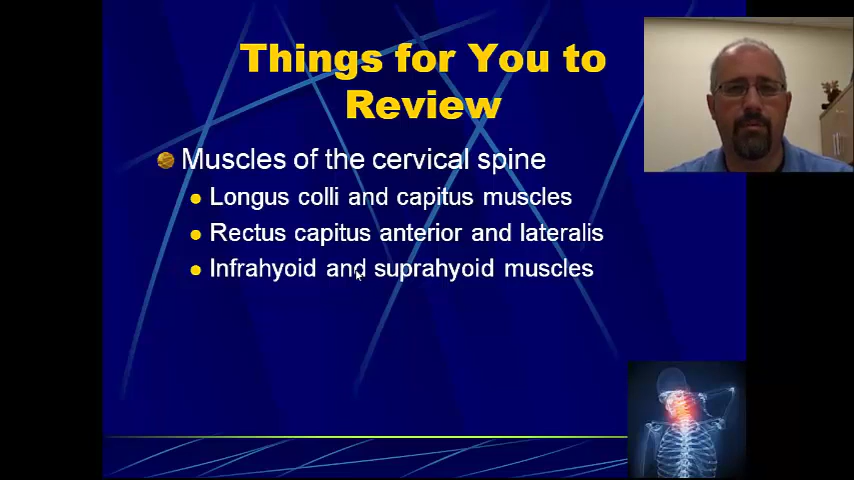 Things for You to
Review
Muscles of the cervical spine
Longus colli and capitus muscles
Rectus capitus anterior and lateralis
Infrahyoid and suprahyoid muscles